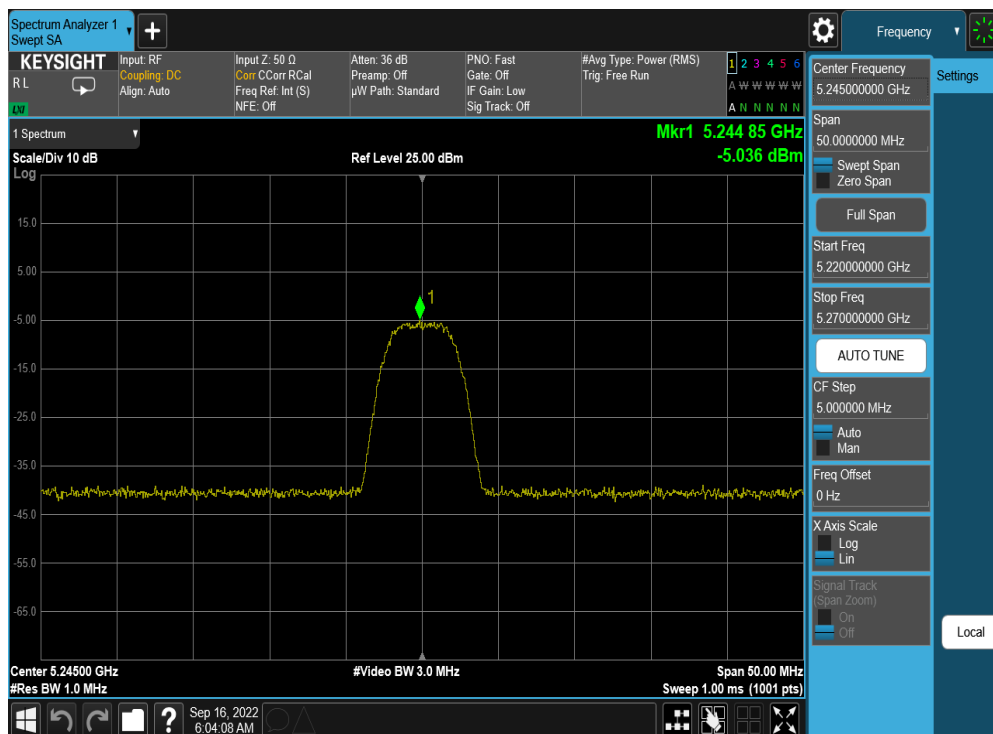 Spectrum Analyzer 1
Swept SA
Frequency
KEYSIGHT
R L
LXI
Input: RF
Coupling: DC
Align: Auto
Input Z: 50 Ω
Corr CCorr RCal
Freq Ref: Int (S)
NFE: Off
Atten: 36 dB
Preamp: Off
µW Path: Standard
PNO: Fast
Gate: Off
IF Gain: Low
Sig Track: Off
#Avg Type: Power (RMS)
Trig: Free Run
1 2 3 4 5 6
A W W W W W
A N N N N N
1 Spectrum
Scale/Div 10 dB
Log
Ref Level 25.00 dBm
Mkr1 5.244 85 GHz
-5.036 dBm
15.0
5.00
-5.00
-15.0
-25.0
-35.0
-45.0
-55.0
-65.0
1
Center 5.24500 GHz
#Res BW 1.0 MHz
#Video BW 3.0 MHz
Span 50.00 MHz
Sweep 1.00 ms (1001 pts)
Center Frequency
5.245000000 GHz
Settings
Span
50.0000000 MHz
Swept Span
Zero Span
Full Span
Start Freq
5.220000000 GHz
Stop Freq
5.270000000 GHz
AUTO TUNE
CF Step
5.000000 MHz
Auto
Man
Freq Offset
0 Hz
X Axis Scale
Log
Lin
Signal Track
(Span Zoom)
On
Off
Local
?
Sep 16, 2022
6:04:08 AM